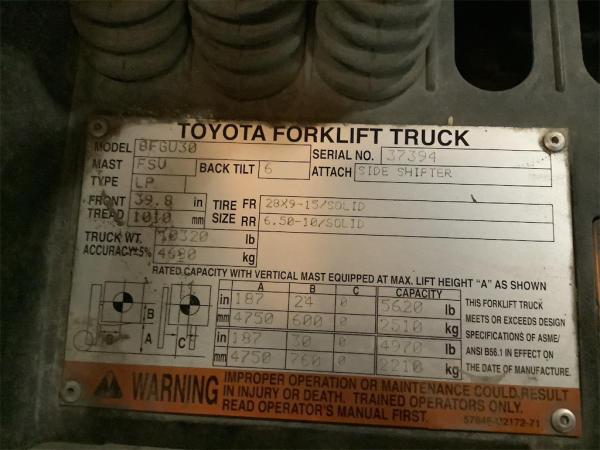 TOYOTA FORKLIFT TRUCK
MODEL 8FGU30 SERIAL NO. 37394
MAST FSV BACK TILT 6 ATTACH SIDE SHIFTER
TYPE LP
FRONT 39.8 in TIRE FR 28X9-15/SOLID
TREAD 1010 mm SIZE RR 6.50-10/SOLID
TRUCK WT. 10320 lb
ACCURACY±5% 4680 kg
RATED CAPACITY WITH VERTICAL MAST EQUIPPED AT MAX. LIFT HEIGHT "A" AS SHOWN
A B C CAPACITY
in 187 24 0 5620 lb
mm 4750 600 0 2510 kg
in 187 30 0 4970 lb
mm 4750 760 0 2210 kg
B
B A C
THIS FORKLIFT TRUCK
MEETS OR EXCEEDS DESIGN
SPECIFICATIONS OF ASME/
ANSI B56.1 IN EFFECT ON
THE DATE OF MANUFACTURE.
WARNING
IMPROPER OPERATION OR MAINTENANCE COULD RESULT
IN INJURY OR DEATH. TRAINED OPERATORS ONLY.
READ OPERATOR'S MANUAL FIRST.